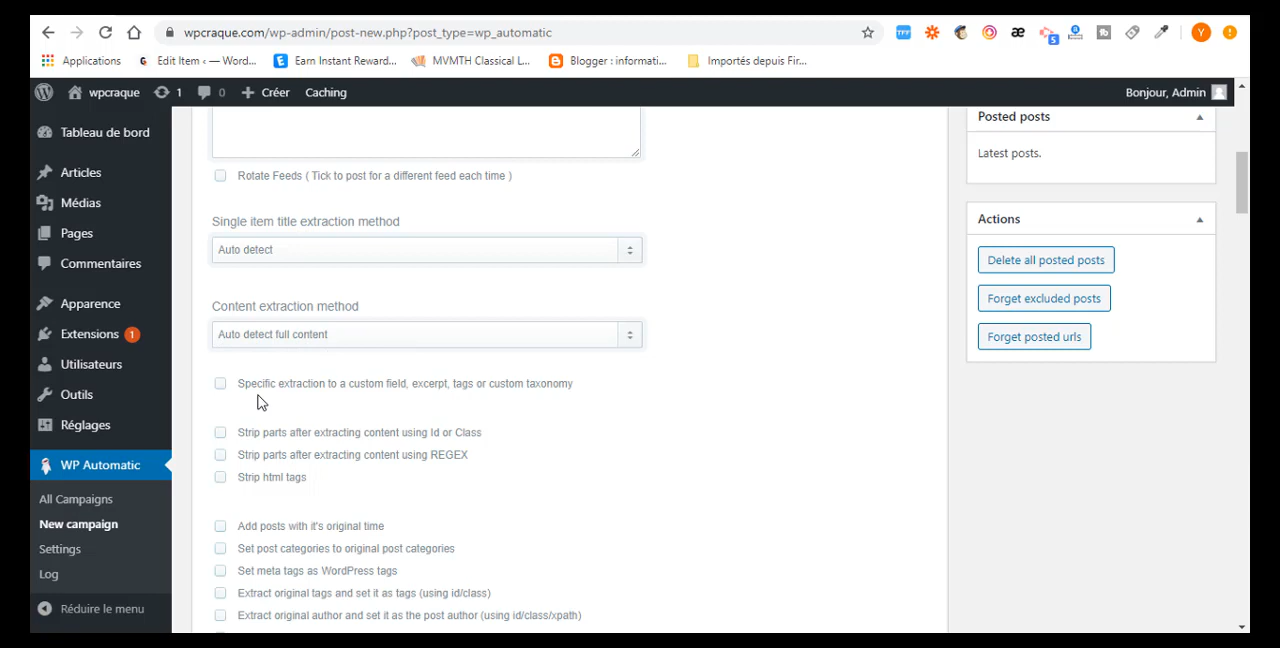 wpcraque.com/wp-admin/post-new.php?post_type=wp_automatic
Applications
Edit Item ‹ — Word...
Earn Instant Reward...
MVMTH Classical L...
Blogger : informati...
Importés depuis Fir...
wpcraque
1
0
Créer
Caching
Bonjour, Admin
Tableau de bord
Articles
Médias
Pages
Commentaires
Apparence
Extensions 1
Utilisateurs
Outils
Réglages
WP Automatic
All Campaigns
New campaign
Settings
Log
Réduire le menu
Rotate Feeds ( Tick to post for a different feed each time )
Single item title extraction method
Auto detect
Content extraction method
Auto detect full content
Specific extraction to a custom field, excerpt, tags or custom taxonomy
Strip parts after extracting content using Id or Class
Strip parts after extracting content using REGEX
Strip html tags
Add posts with it's original time
Set post categories to original post categories
Set meta tags as WordPress tags
Extract original tags and set it as tags (using id/class)
Extract original author and set it as the post author (using id/class/xpath)
Posted posts
Latest posts.
Actions
Delete all posted posts
Forget excluded posts
Forget posted urls